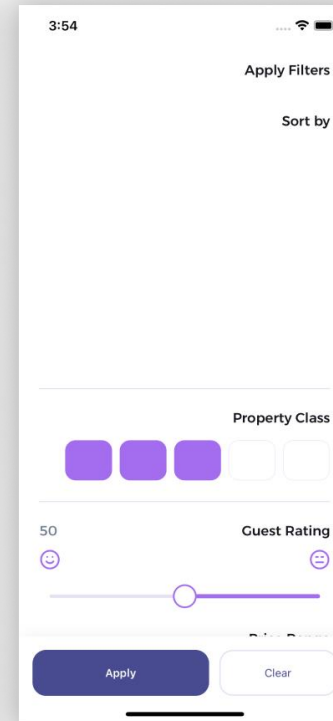 3:54
Apply Filters
Sort by
Property Class
50 Guest Rating
Apply
Clear